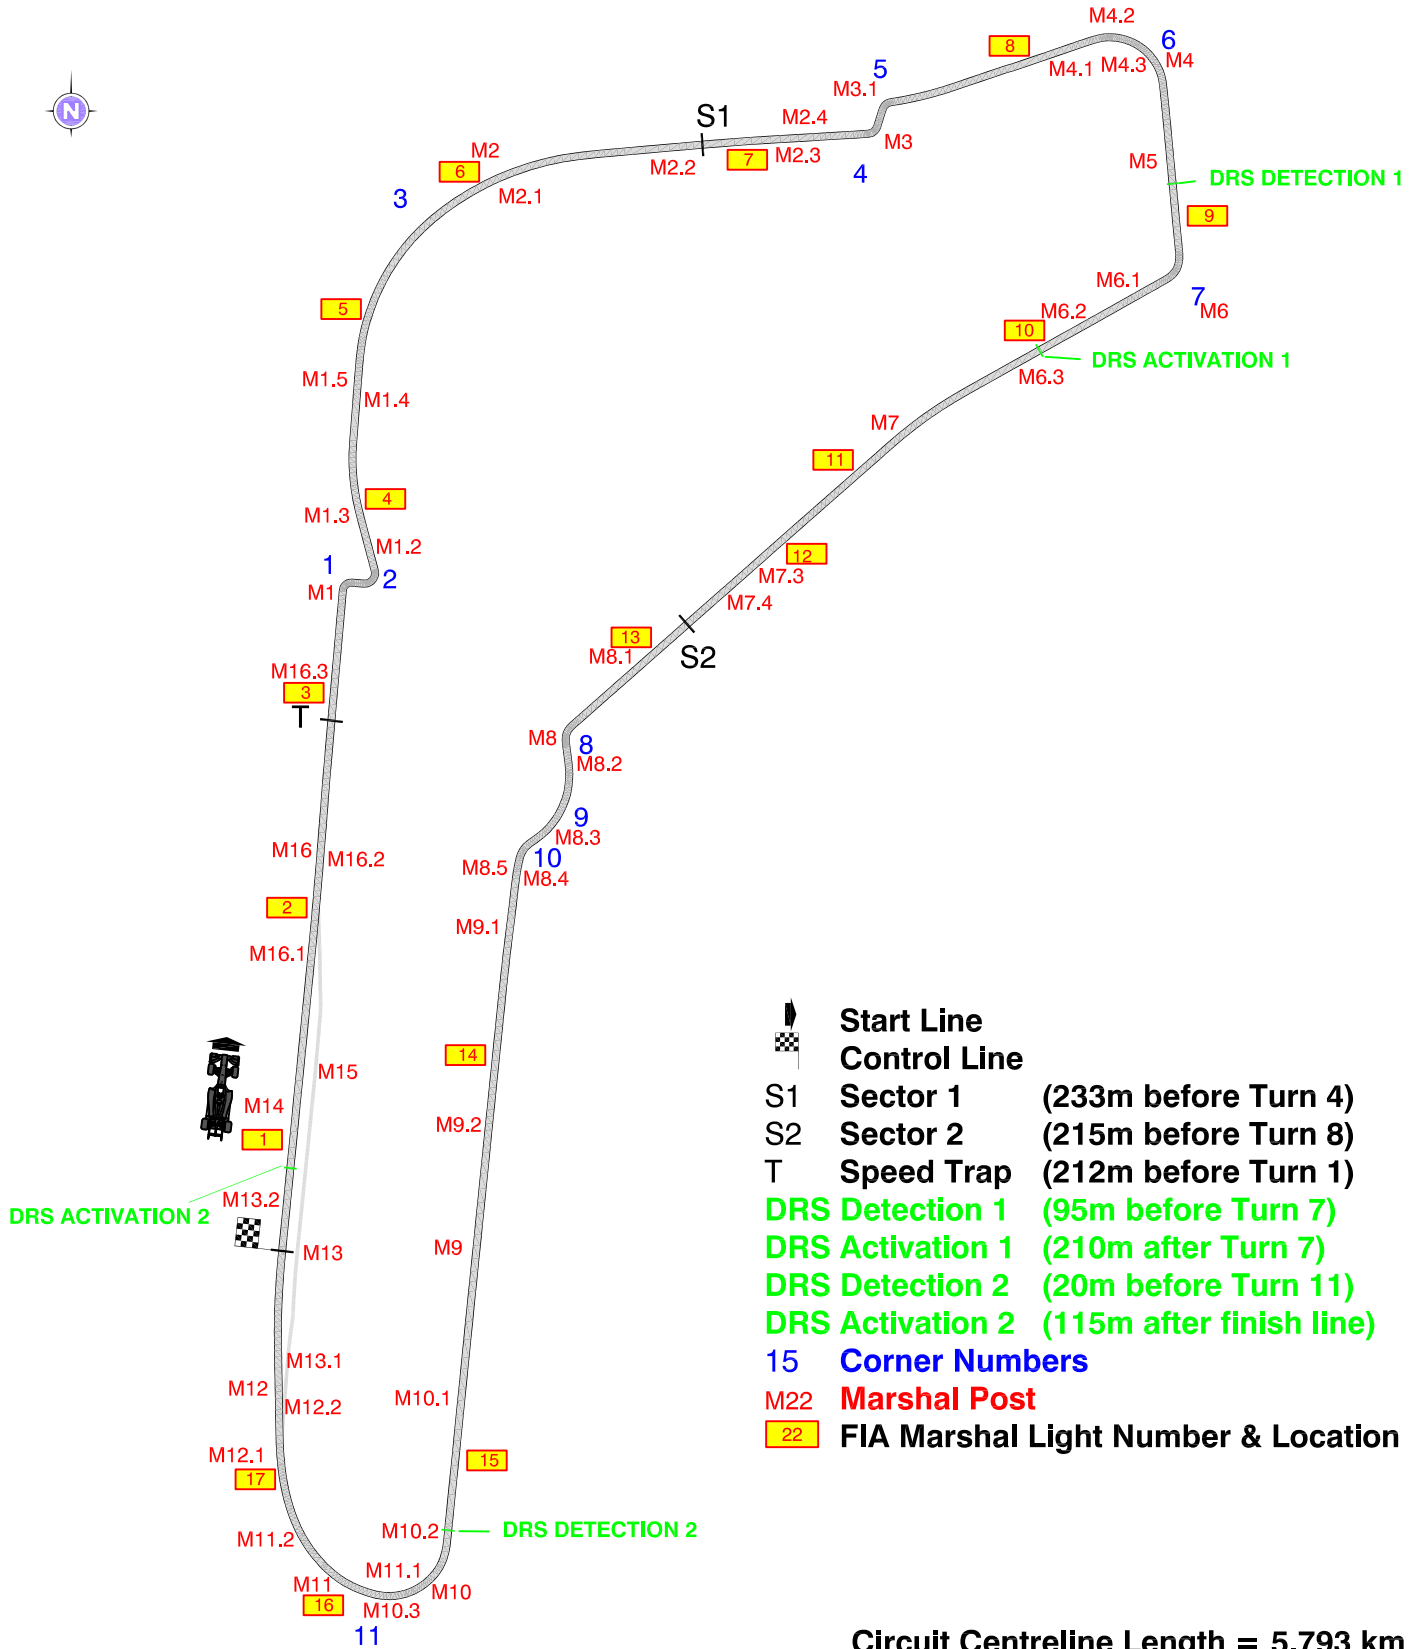 M4.2
6
8
M4
M4.1
M4.3
5
M3.1
N
S1
M2.4
M3
M2
M2.2
7
M2.3
M5
6
4
DRS DETECTION 1
3
M2.1
9
M6.1
7
M6
5
M6.2
10
DRS ACTIVATION 1
M1.5
M6.3
M1.4
M7
11
4
M1.3
M1.2
12
1
2
M7.3
M1
M7.4
13
M8.1
S2
M16.3
3
T
M8
8
M8.2
9
M8.3
M16
M16.2
10
M8.5
M8.4
2
M9.1
M16.1
Start Line
14
Control Line
M15
S1 Sector 1 (233m before Turn 4)
M14
M9.2
S2 Sector 2 (215m before Turn 8)
1
T Speed Trap (212m before Turn 1)
M13.2
DRS Detection 1 (95m before Turn 7)
DRS ACTIVATION 2
M13
M9
DRS Activation 1 (210m after Turn 7)
DRS Detection 2 (20m before Turn 11)
DRS Activation 2 (115m after finish line)
M13.1
15 Corner Numbers
M12
M10.1
M22 Marshal Post
M12.2
22 FIA Marshal Light Number & Location
M12.1
15
17
M10.2
DRS DETECTION 2
M11.2
M11.1
M11
M10
16
M10.3
11
Circuit Centreline Length = 5.793 km